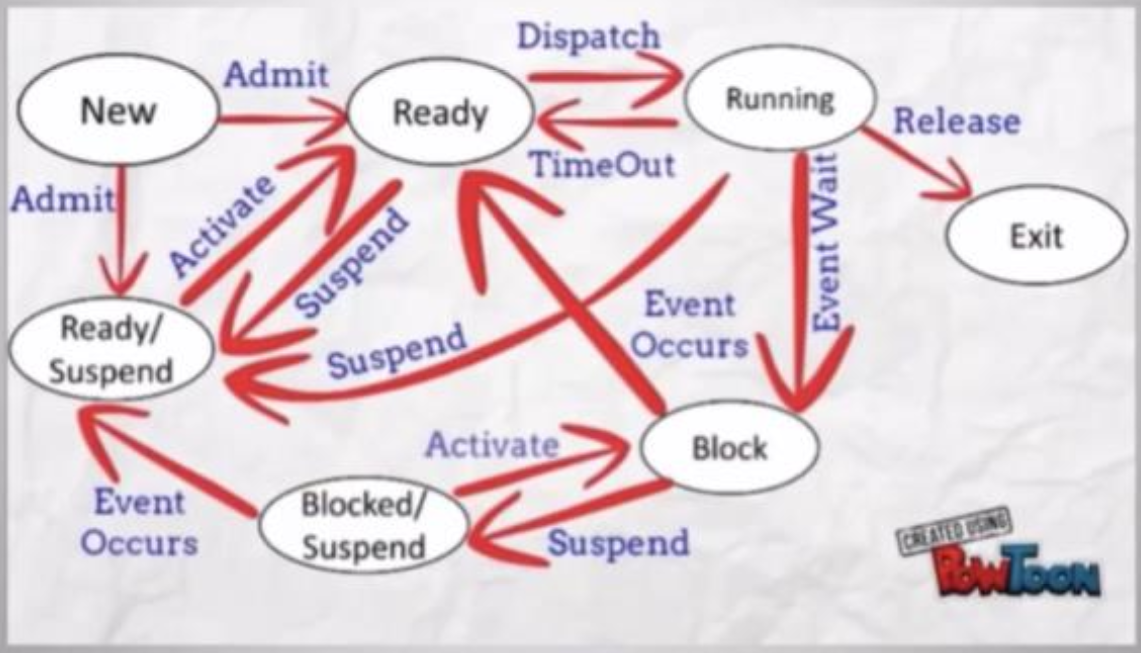 Dispatch
Admit
New
Ready
Running
Release
TimeOut
Admit
Activate
Suspend
Event Wait
Exit
Ready/
Suspend
Event
Occurs
Suspend
Activate
Block
Blocked/
Suspend
Event
Occurs
Suspend
CREATED USING
POWTOON